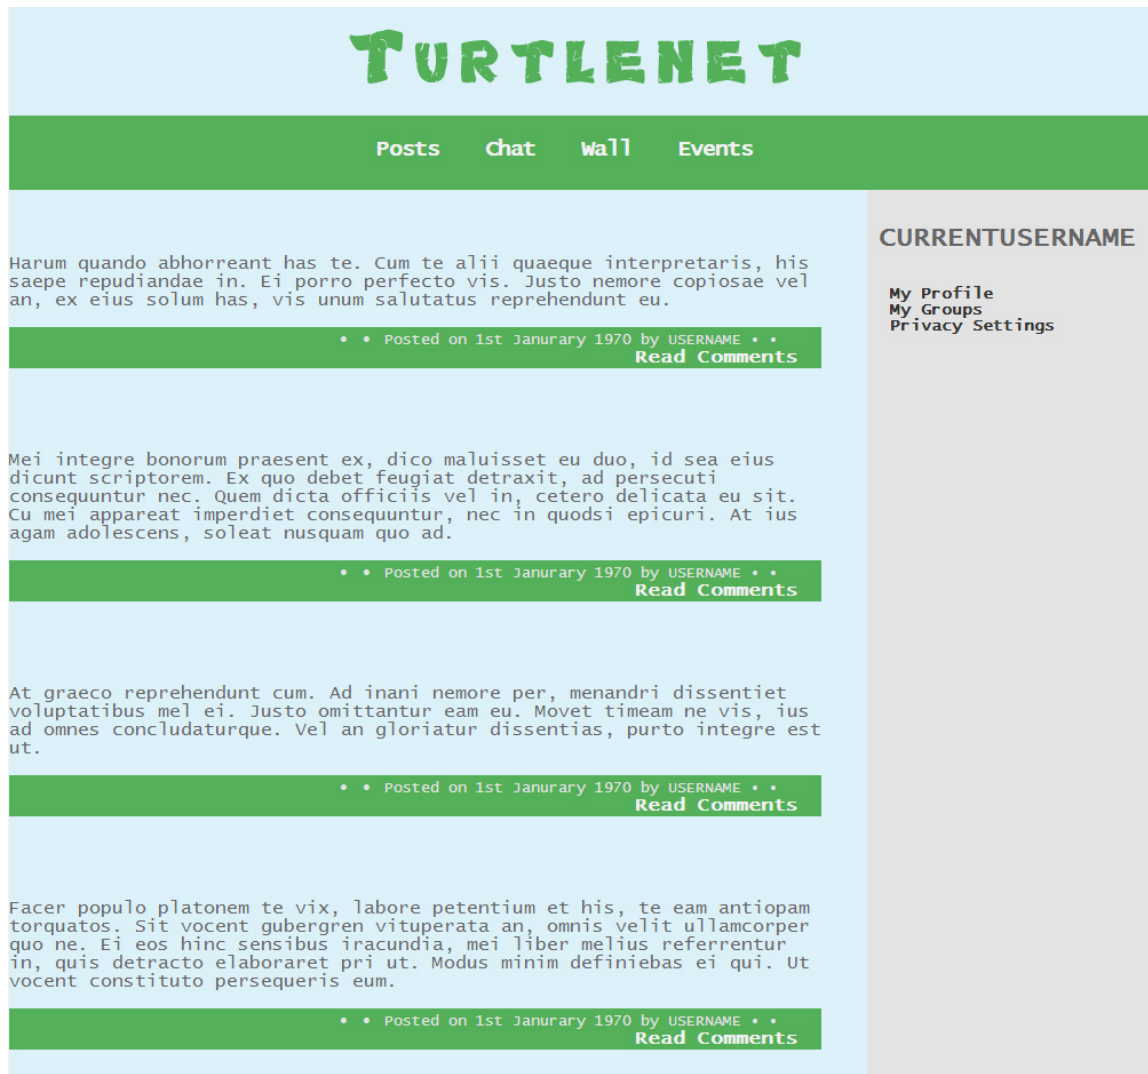 TURTLENET
Posts Chat Wall Events
Harum quando abhorreant has te. Cum te alii quaeque interpretaris, his
saepe repudiandae in. Ei porro perfecto vis. Justo nemore copiosae vel
an, ex eius solum has, vis unum salutatus reprehendunt eu.
• • Posted on 1st Janurary 1970 by USERNAME • •
Read Comments
Mei integre bonorum praesent ex, dico maluisset eu duo, id sea eius
dicunt scriptorem. Ex quo debet feugiat detraxit, ad persecuti
consequuntur nec. Quem dicta officiis vel in, cetero delicata eu sit.
Cu mei appareat imperdiet consequuntur, nec in quodsi epicuri. At ius
agam adolescens, soleat nusquam quo ad.
• • Posted on 1st Janurary 1970 by USERNAME • •
Read Comments
At graeco reprehendunt cum. Ad inani nemore per, menandri dissentiet
voluptatibus mel ei. Justo omittantur eam eu. Movet timeam ne vis, ius
ad omnes concludaturque. Vel an gloriatur dissentias, purto integre est
ut.
• • Posted on 1st Janurary 1970 by USERNAME • •
Read Comments
Facer populo platonem te vix, labore petentium et his, te eam antiopam
torquatos. Sit vocent gubergren vituperata an, omnis velit ullamcorper
quo ne. Ei eos hinc sensibus iracundia, mei liber melius referrentur
in, quis detracto elaboraret pri ut. Modus minim definiebas ei qui. Ut
vocent constituto persequeris eum.
• • Posted on 1st Janurary 1970 by USERNAME • •
Read Comments
CURRENTUSERNAME
My Profile
My Groups
Privacy Settings